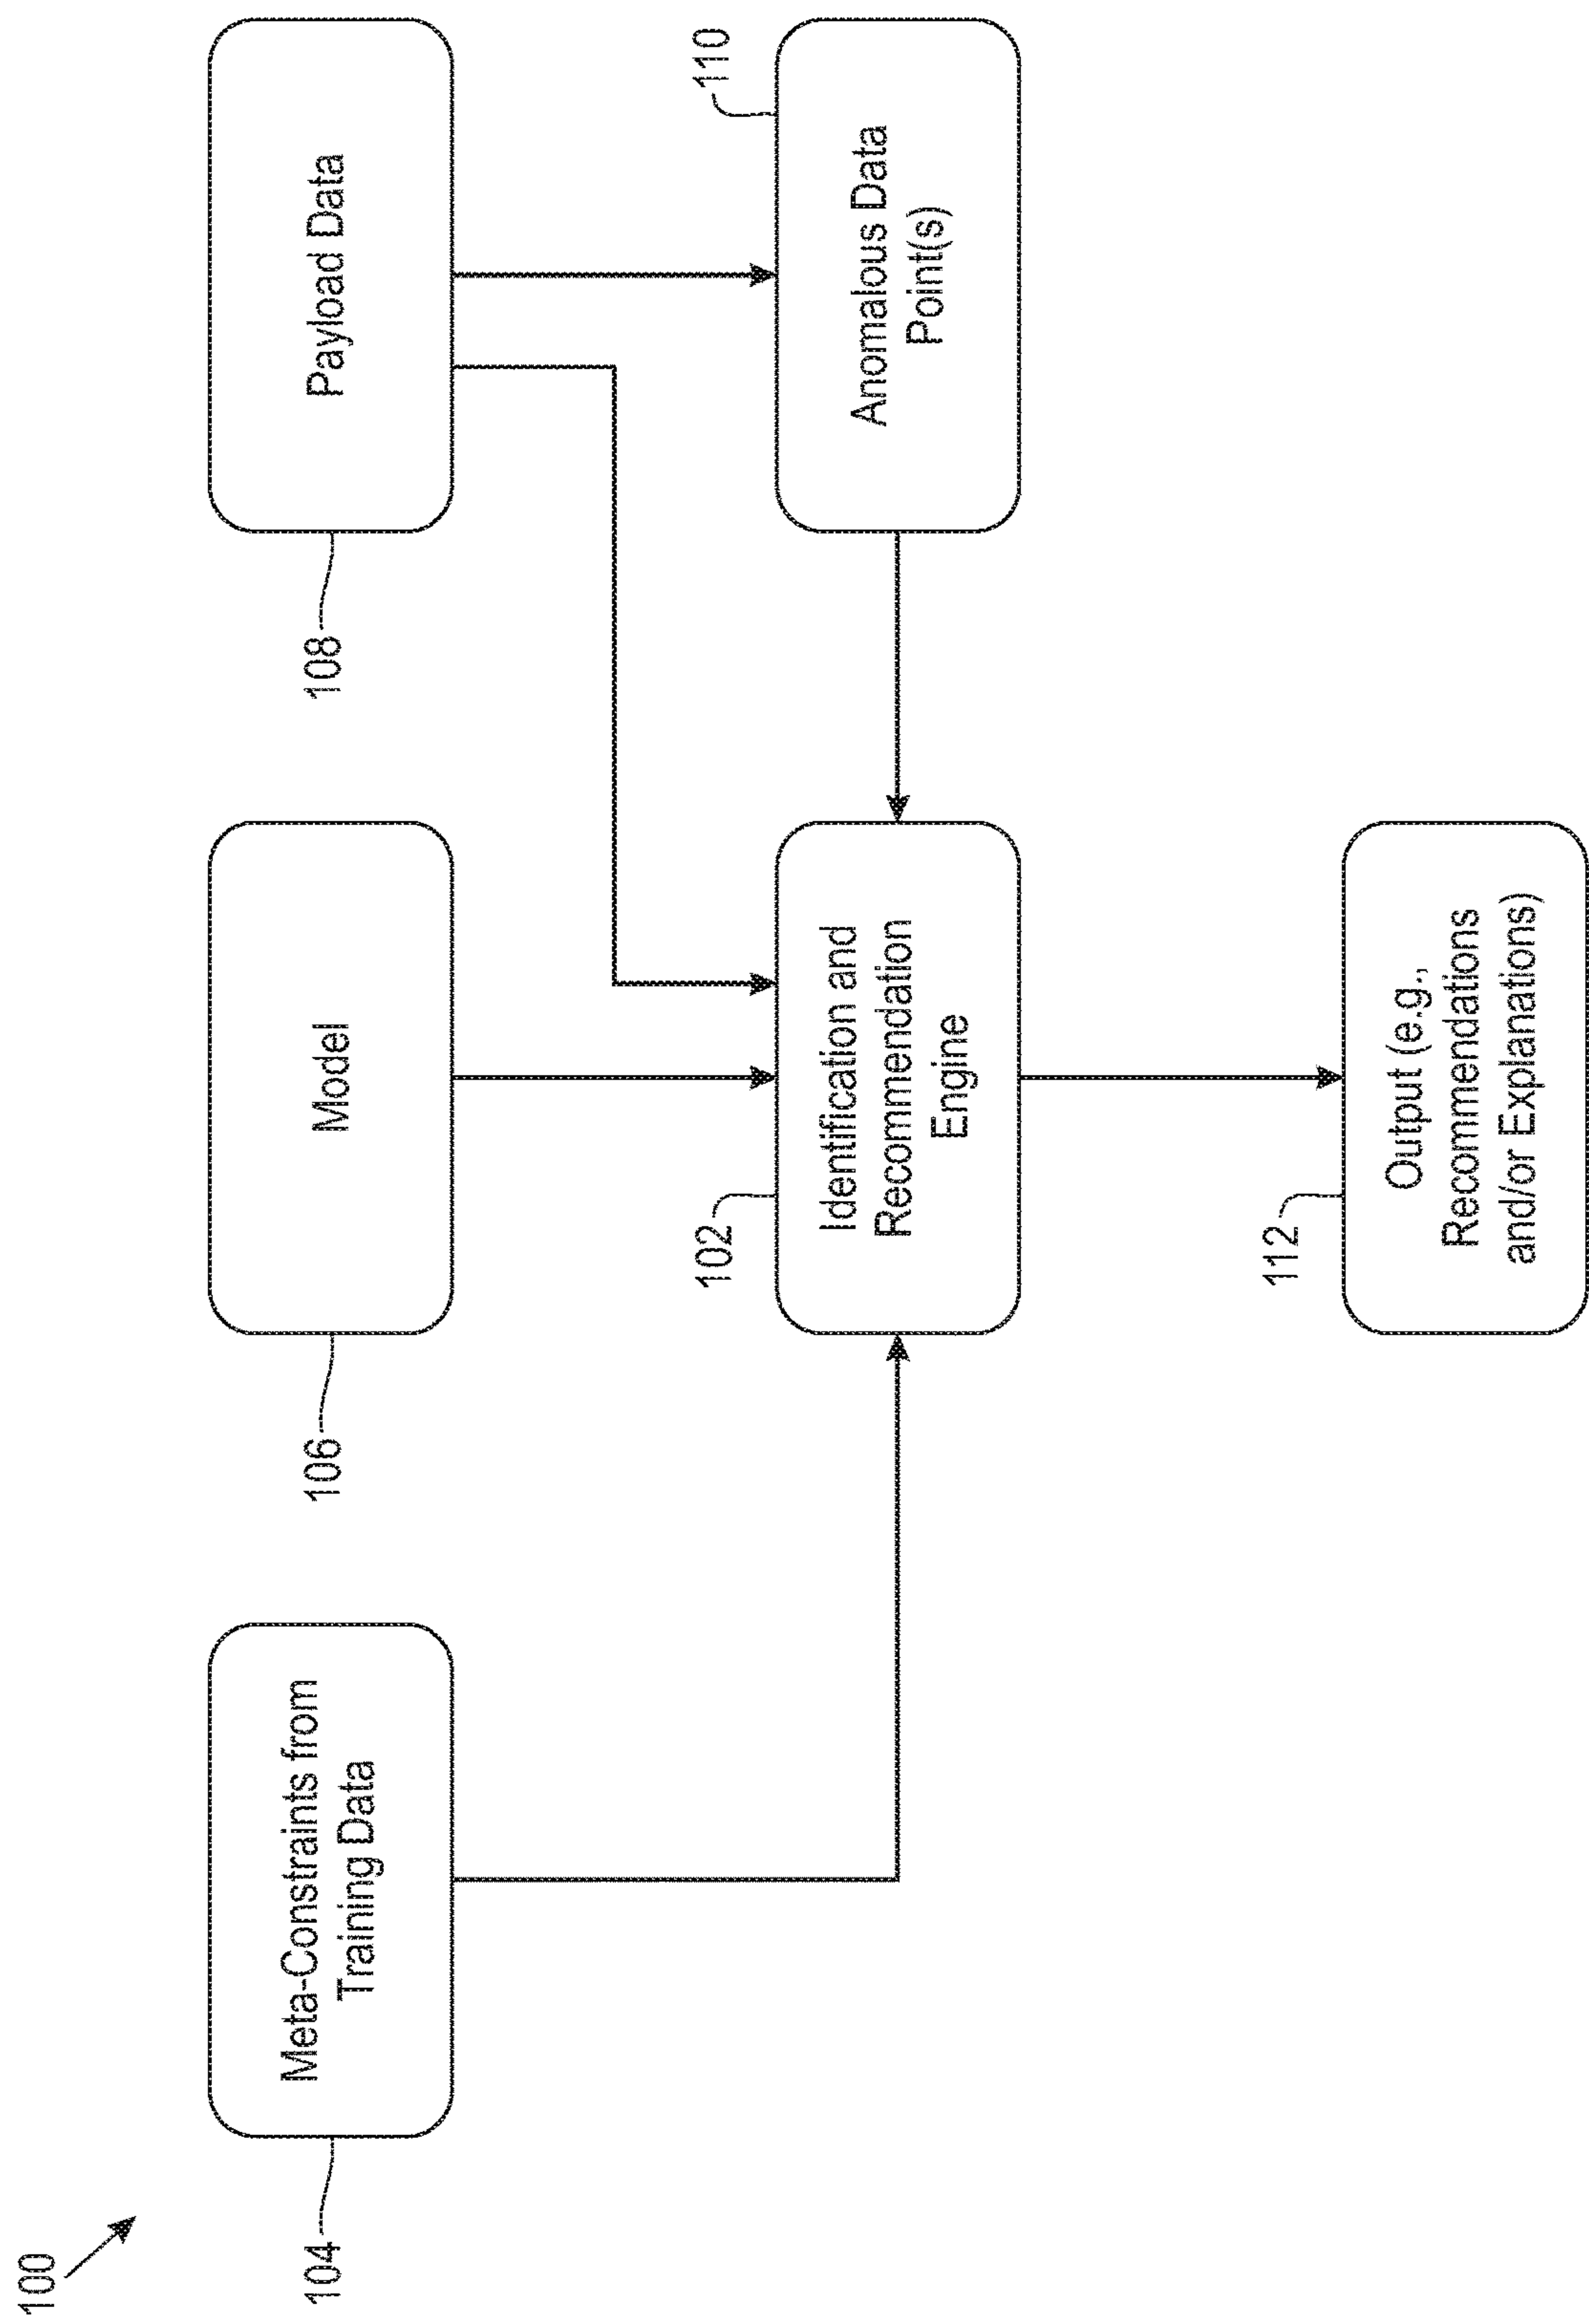 100
104
Meta-Constraints from
Training Data
106
Model
108
Payload Data
102
Identification and
Recommendation
Engine
110
Anomalous Data
Point(s)
112
Output (e.g.,
Recommendations
and/or Explanations)